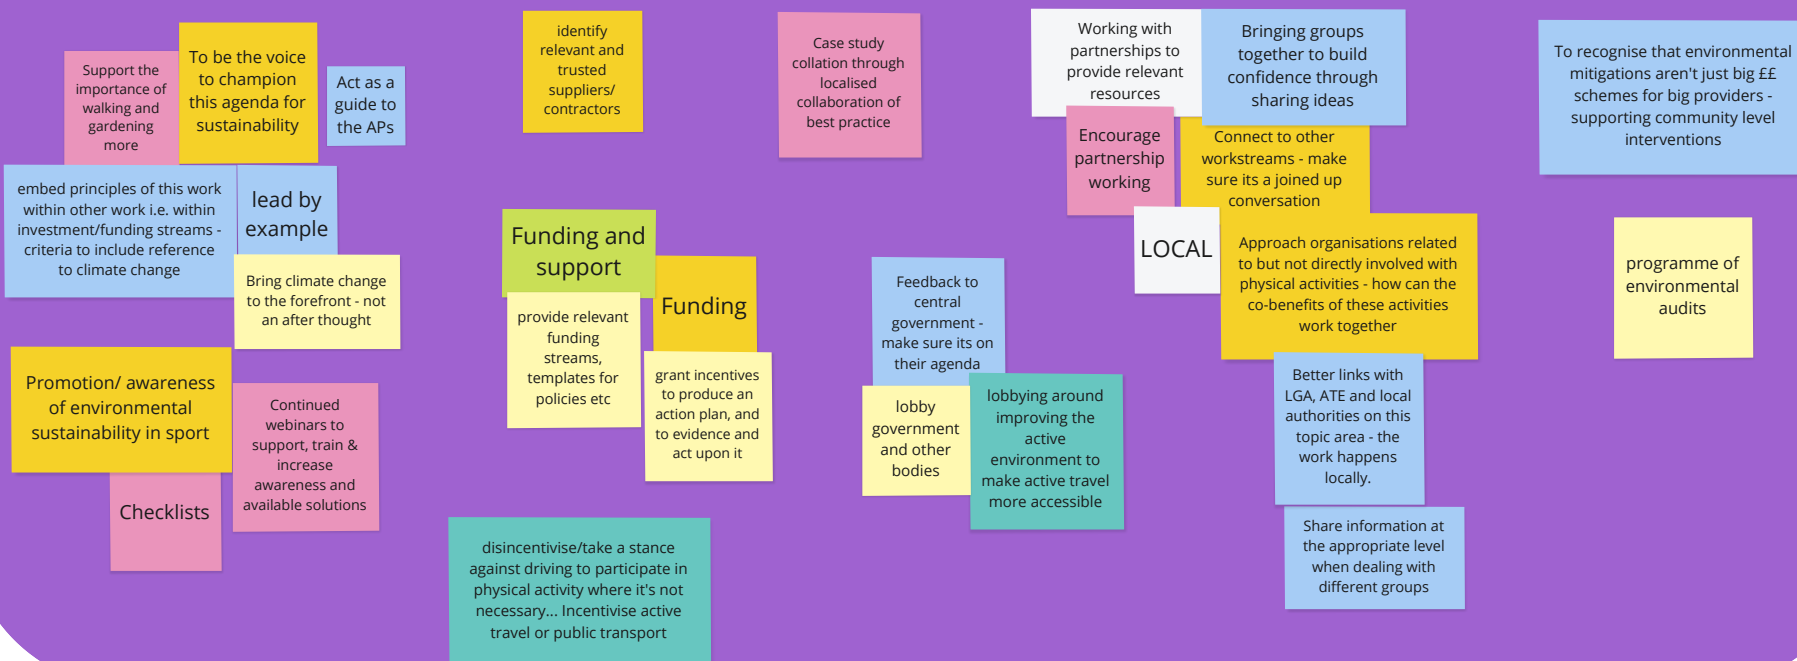 Support the
importance of
walking and
gardening
more
To be the voice
to champion
this agenda for
sustainability
Act as a
guide to
the APs
embed principles of this work
within other work i.e. within
investment/funding streams -
criteria to include reference
to climate change
lead by
example
Bring climate change
to the forefront - not
an after thought
Promotion/ awareness
of environmental
sustainability in sport
Continued
webinars to
support, train &
increase
awareness and
available solutions
Checklists
identify
relevant and
trusted
suppliers/
contractors
Funding and
support
Funding
provide relevant
funding
streams,
templates for
policies etc
grant incentives
to produce an
action plan, and
to evidence and
act upon it
disincentivise/take a stance
against driving to participate in
physical activity where it's not
necessary... Incentivise active
travel or public transport
Case study
collation through
localised
collaboration of
best practice
Feedback to
central
government -
make sure its on
their agenda
lobby
government
and other
bodies
lobbying around
improving the
active
environment to
make active travel
more accessible
Working with
partnerships to
provide relevant
resources
Bringing groups
together to build
confidence through
sharing ideas
Encourage
partnership
working
Connect to other
workstreams - make
sure its a joined up
conversation
LOCAL
Approach organisations related
to but not directly involved with
physical activities - how can the
co-benefits of these activities
work together
Better links with
LGA, ATE and local
authorities on this
topic area - the
work happens
locally.
Share information at
the appropriate level
when dealing with
different groups
To recognise that environmental
mitigations aren't just big ££
schemes for big providers -
supporting community level
interventions
programme of
environmental
audits